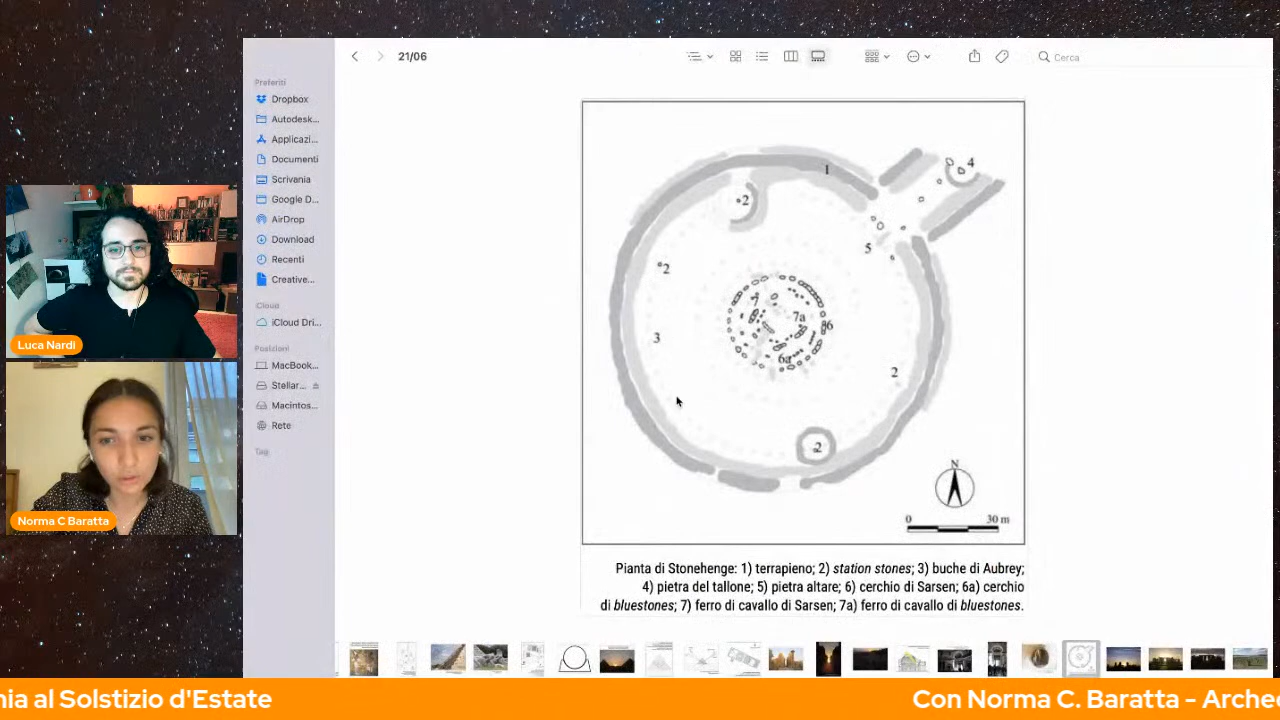 21/06
Cerca
Preferiti
Dropbox
Autodesk...
Applicazi...
Documenti
Scrivania
Google D...
AirDrop
Download
Recenti
Creative...
Cloud
iCloud Dri...
Posizioni
MacBook...
Stellar...
Macintos...
Rete
Tag
Luca Nardi
Norma C Baratta
1
4
2
5
2
7
7a
6
3
6a
2
2
N
0 30 m
Pianta di Stonehenge: 1) terrapieno; 2) station stones; 3) buche di Aubrey;
4) pietra del tallone; 5) pietra altare; 6) cerchio di Sarsen; 6a) cerchio
di bluestones; 7) ferro di cavallo di Sarsen; 7a) ferro di cavallo di bluestones.
nia al Solstizio d'Estate
Con Norma C. Baratta - Archeo